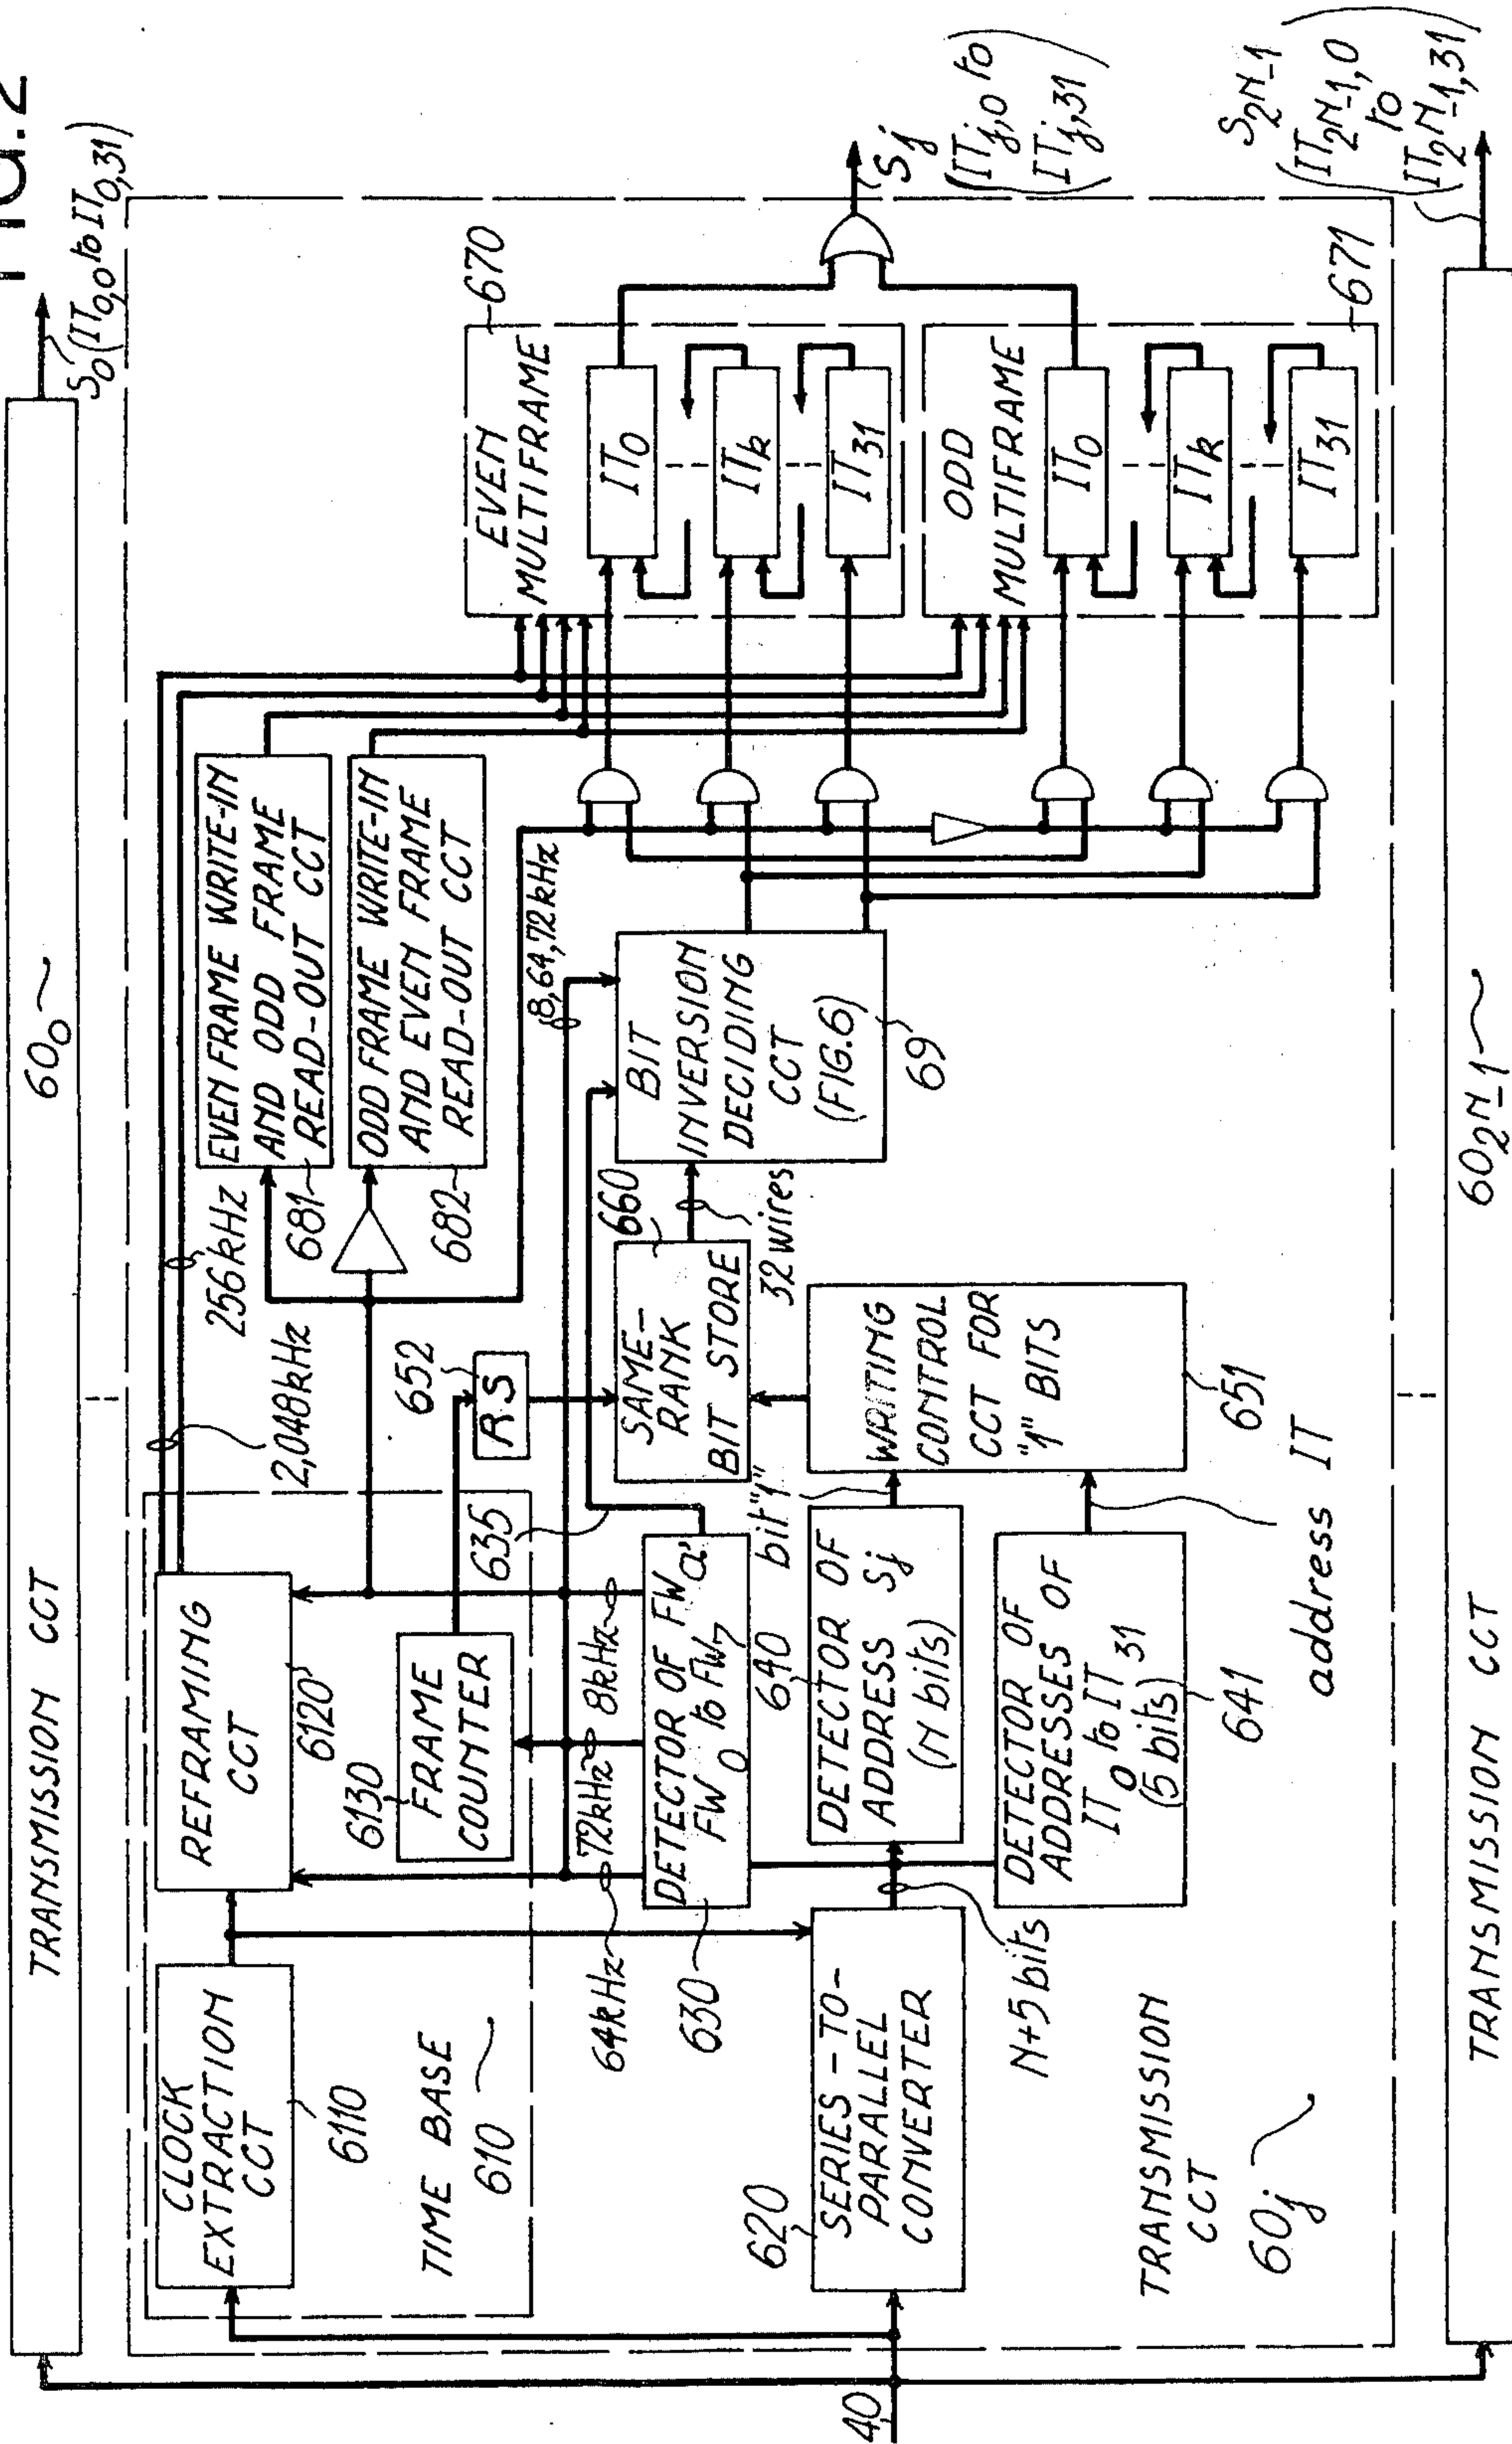 FIG.2
TRANSMISSION CCT
60₀
S₀(IT₀,₀ to IT₀,₃₁)
CLOCK
EXTRACTION
CCT
6110
TIME BASE
610
REFRAMING
CCT
6120
6130
FRAME
COUNTER
2,048kHz
256kHz
EVEN FRAME WRITE-IN
AND ODD FRAME
READ-OUT CCT
681
ODD FRAME WRITE-IN
AND EVEN FRAME
READ-OUT CCT
682
652
RS
635
64kHz
72kHz
8kHz
630
DETECTOR OF FWα'
FW₀ to FW₇
8,64,72kHz
660
SAME-
RANK
BIT STORE
32 wires
BIT
INVERSION
DECIDING
CCT
(FIG.6)
69
620
SERIES-TO-
PARALLEL
CONVERTER
N+5 bits
640
DETECTOR OF
ADDRESS Sj
(N bits)
bit "1"
DETECTOR OF
ADDRESSES OF
IT₀ to IT₃₁
(5 bits)
641
address IT
WRITING
CONTROL
CCT FOR
"1" BITS
651
EVEN
MULTIFRAME
670
IT₀
ITk
IT₃₁
ODD
MULTIFRAME
671
IT₀
ITk
IT₃₁
Sj
(ITj,0 to
ITj,31)
TRANSMISSION
CCT
60j
40
TRANSMISSION CCT
60₂N-1
S₂N-1
(IT₂N-1,0
to
IT₂N-1,31)